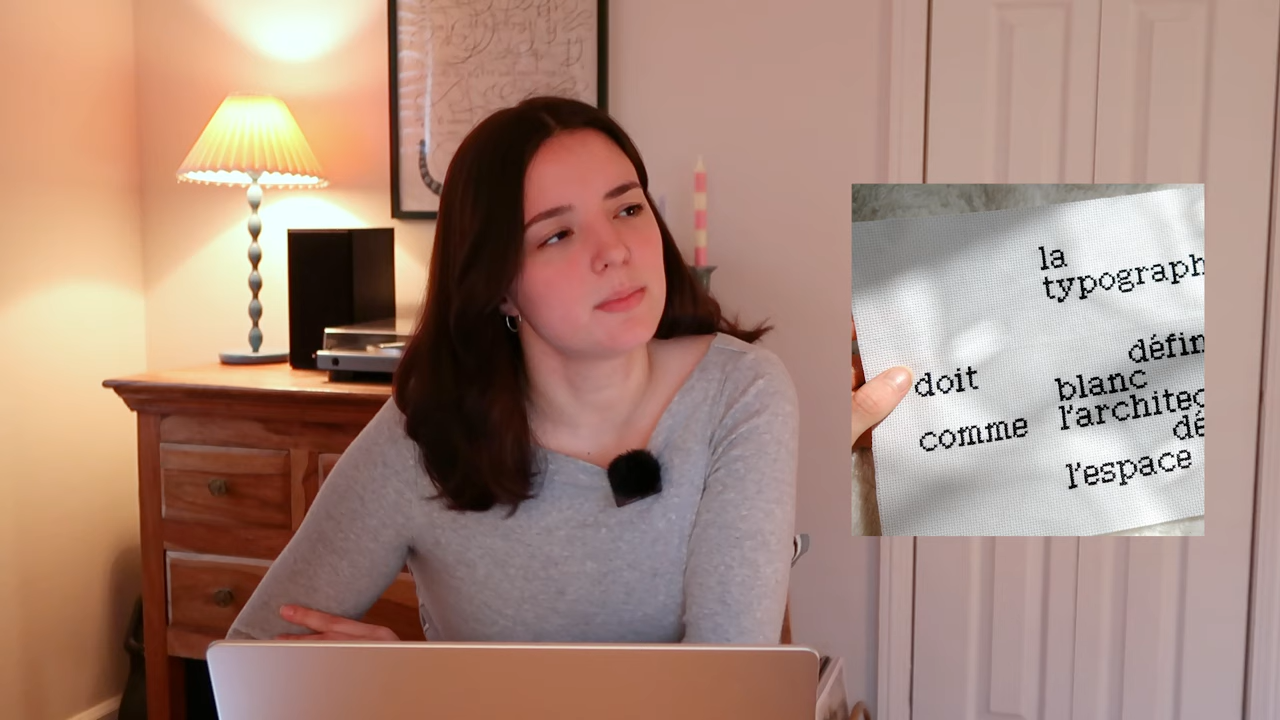 la
typograph
défin
doit
blanc
l'architec
comme
dé
l'espace